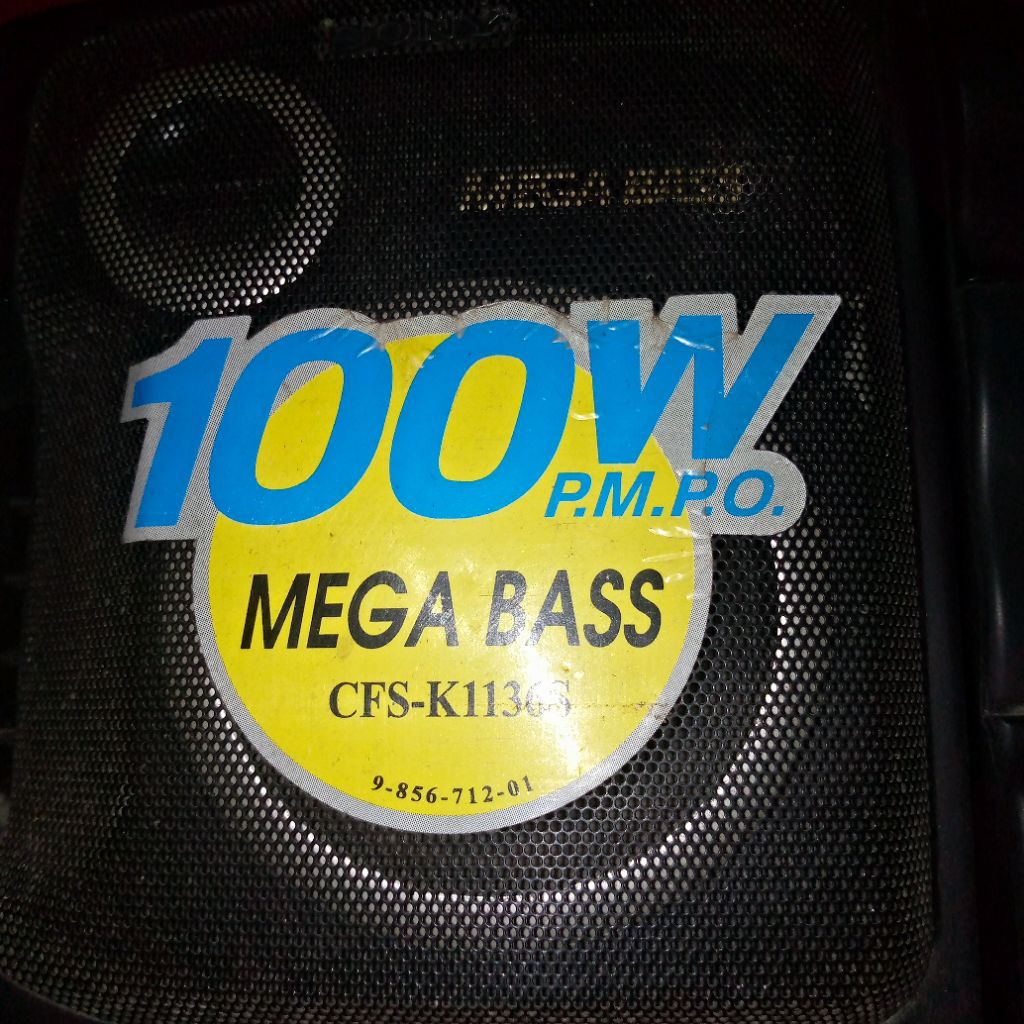 MEGA BASS
100W
P.M.P.O.
MEGA BASS
CFS-K1136S
9-856-712-01